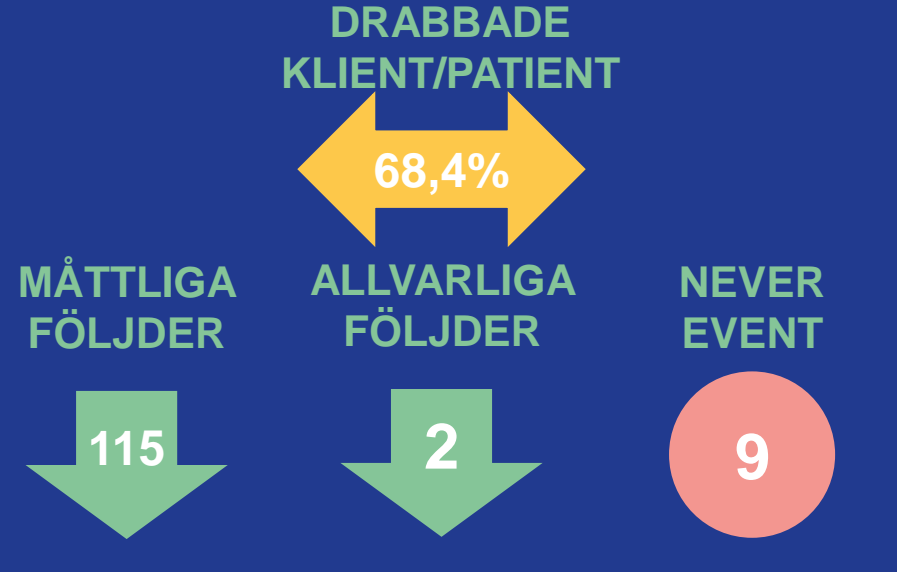 DRABBADE
KLIENT/PATIENT
68,4%
MÅTTLIGA
FÖLJDER
115
ALLVARLIGA
FÖLJDER
2
NEVER
EVENT
9